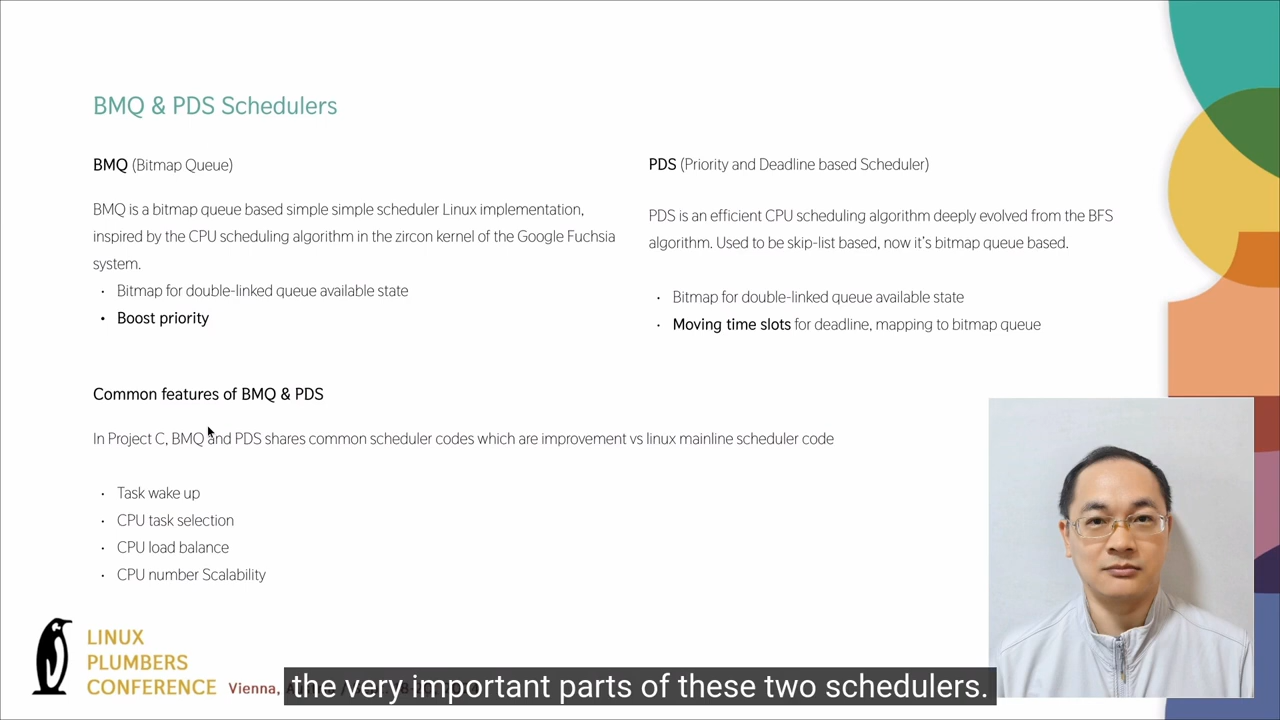 BMQ & PDS Schedulers
BMQ (Bitmap Queue)
BMQ is a bitmap queue based simple simple scheduler Linux implementation,
inspired by the CPU scheduling algorithm in the zircon kernel of the Google Fuchsia
system.
• Bitmap for double-linked queue available state
• Boost priority
PDS (Priority and Deadline based Scheduler)
PDS is an efficient CPU scheduling algorithm deeply evolved from the BFS
algorithm. Used to be skip-list based, now it's bitmap queue based.
• Bitmap for double-linked queue available state
• Moving time slots for deadline, mapping to bitmap queue
Common features of BMQ & PDS
In Project C, BMQ and PDS shares common scheduler codes which are improvement vs linux mainline scheduler code
• Task wake up
• CPU task selection
• CPU load balance
• CPU number Scalability
LINUX
PLUMBERS
CONFERENCE
Vienna,
the very important parts of these two schedulers.